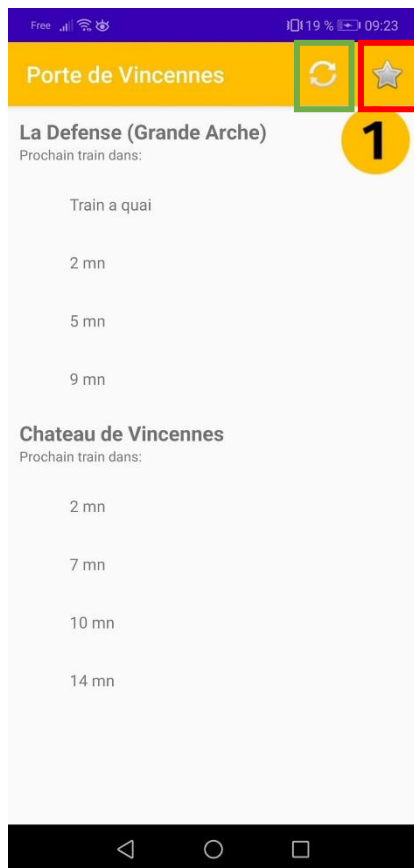 Free 19 % 09:23
Porte de Vincennes
La Defense (Grande Arche)
1
Prochain train dans:
Train a quai
2 mn
5 mn
9 mn
Chateau de Vincennes
Prochain train dans:
2 mn
7 mn
10 mn
14 mn